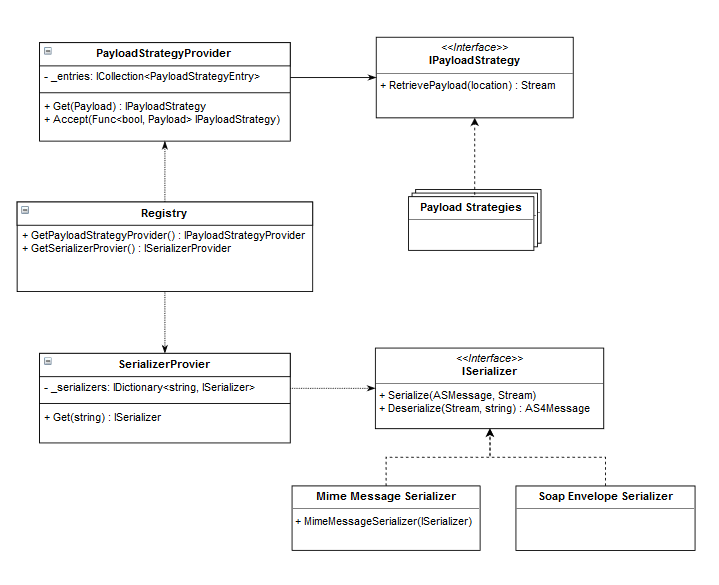 PayloadStrategyProvider
- _entries: ICollection<PayloadStrategyEntry>
+ Get(Payload) : IPayloadStrategy
+ Accept(Func<bool, Payload> IPayloadStrategy)
<<Interface>>
IPayloadStrategy
+ RetrievePayload(location) : Stream
Payload Strategies
Registry
+ GetPayloadStrategyProvider() : IPayloadStrategyProvider
+ GetSerializerProvier() : ISerializerProvider
SerializerProvier
- _serializers: IDictionary<string, ISerializer>
+ Get(string) : ISerializer
<<Interface>>
ISerializer
+ Serialize(ASMessage, Stream)
+ Deserialize(Stream, string) : AS4Message
Mime Message Serializer
+ MimeMessageSerializer(ISerializer)
Soap Envelope Serializer